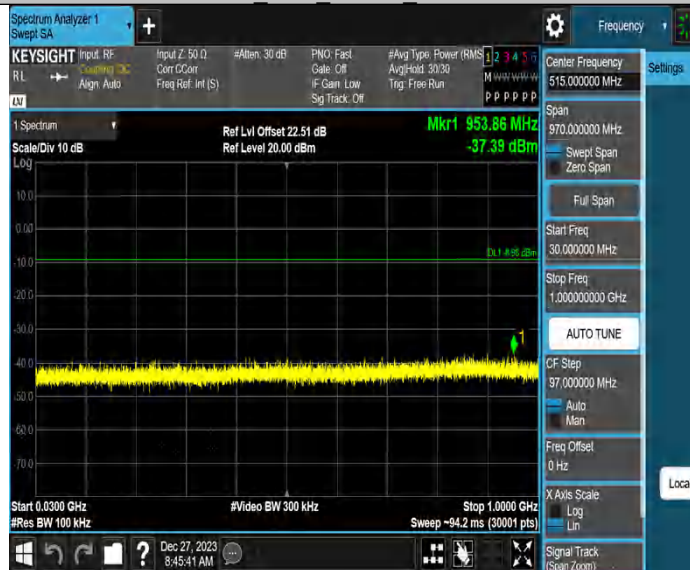 Spectrum Analyzer 1
Swept SA
Frequency
KEYSIGHT
Input: RF
Coupling: DC
Align: Auto
Input Z: 50 Ω
Corr CCorr
Freq Ref: Int (S)
#Atten: 30 dB
PNO: Fast
Gate: Off
IF Gain: Low
Sig Track: Off
#Avg Type: Power (RMS
Avg|Hold: 30/30
Trig: Free Run
1 2 3 4 5 6
M W W W W W
P P P P P P
R L
LXI
1 Spectrum
Scale/Div 10 dB
Log
Ref Lvl Offset 22.51 dB
Ref Level 20.00 dBm
Mkr1 953.86 MHz
-37.39 dBm
10.0
0.00
-10.0
-20.0
-30.0
-40.0
-50.0
-60.0
-70.0
1
Start 0.0300 GHz
#Res BW 100 kHz
#Video BW 300 kHz
Stop 1.0000 GHz
Sweep ~94.2 ms (30001 pts)
Dec 27, 2023
8:45:41 AM
?
Center Frequency
515.000000 MHz
Settings
Span
970.000000 MHz
Swept Span
Zero Span
Full Span
Start Freq
30.000000 MHz
Stop Freq
1.000000000 GHz
AUTO TUNE
CF Step
97.000000 MHz
Auto
Man
Freq Offset
0 Hz
X Axis Scale
Log
Lin
Loca
Signal Track
(Span Zoom)